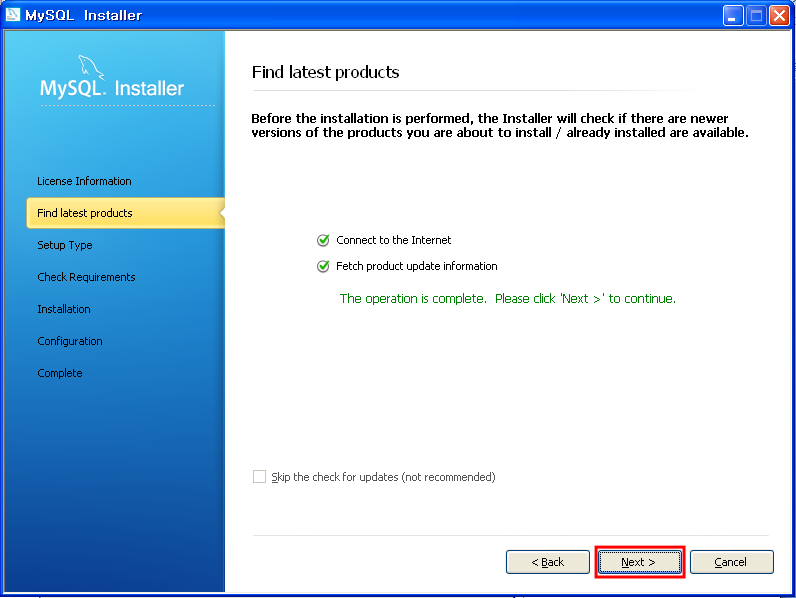 MySQL Installer
MySQL. Installer
License Information
Find latest products
Setup Type
Check Requirements
Installation
Configuration
Complete
Find latest products
Before the installation is performed, the Installer will check if there are newer
versions of the products you are about to install / already installed are available.
Connect to the Internet
Fetch product update information
The operation is complete. Please click 'Next >' to continue.
Skip the check for updates (not recommended)
< Back
Next >
Cancel